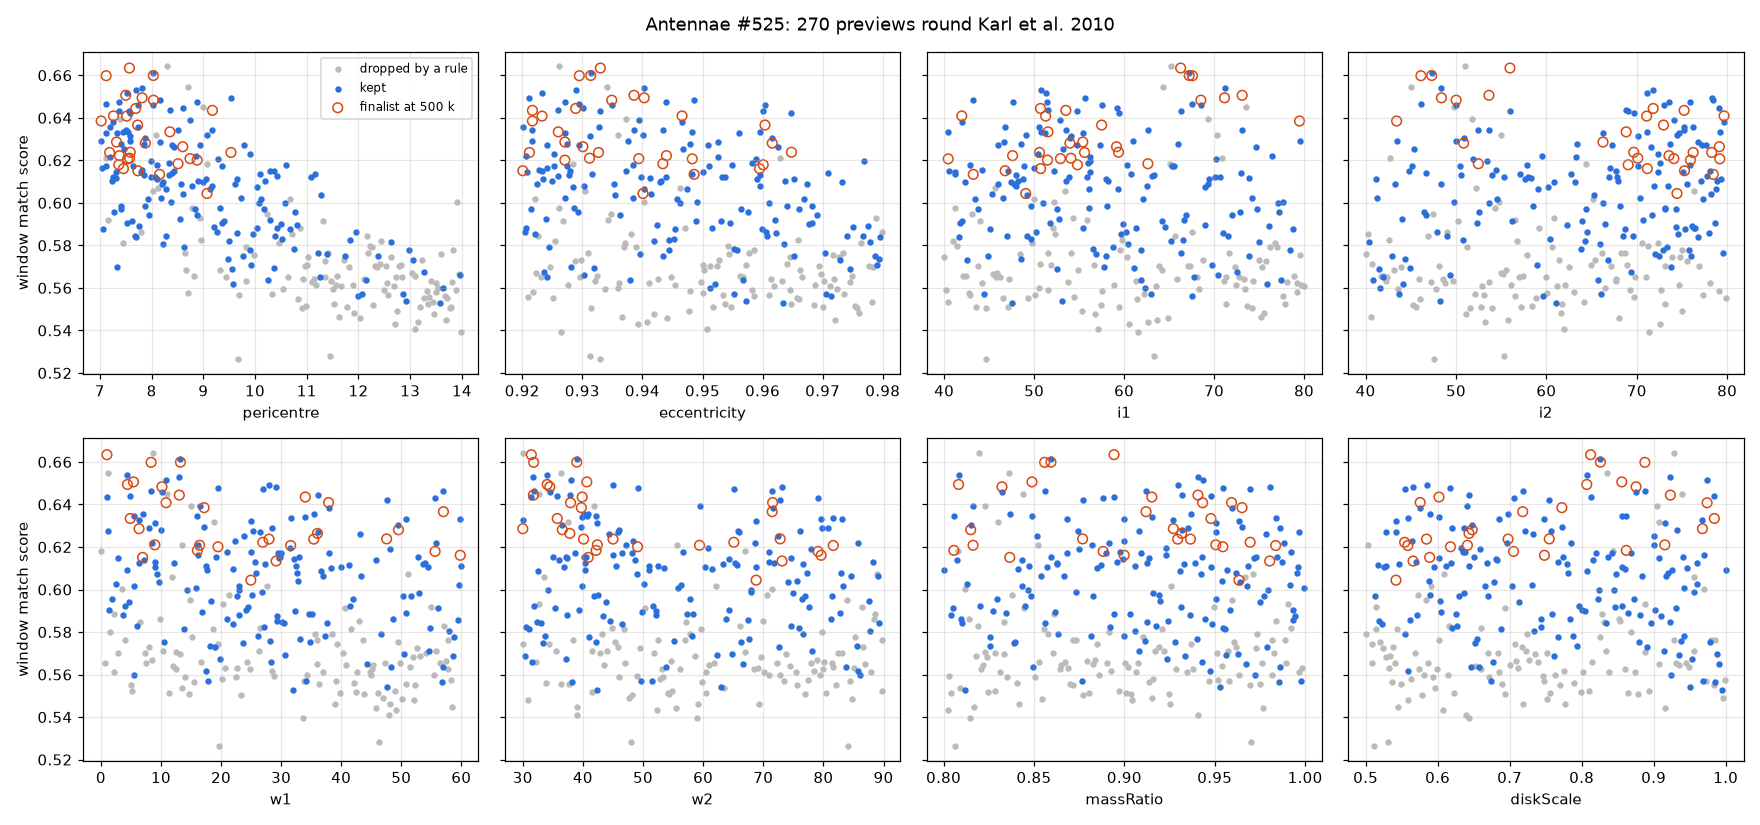 Antennae #525: 270 previews round Karl et al. 2010
window match score
0.66
0.64
0.62
0.60
0.58
0.56
0.54
0.52
dropped by a rule
kept
finalist at 500 k
7 8 9 10 11 12 13 14
pericentre
0.92 0.93 0.94 0.95 0.96 0.97 0.98
eccentricity
40 50 60 70 80
i1
40 50 60 70 80
i2
window match score
0.66
0.64
0.62
0.60
0.58
0.56
0.54
0.52
0 10 20 30 40 50 60
w1
30 40 50 60 70 80 90
w2
0.80 0.85 0.90 0.95 1.00
massRatio
0.5 0.6 0.7 0.8 0.9 1.0
diskScale